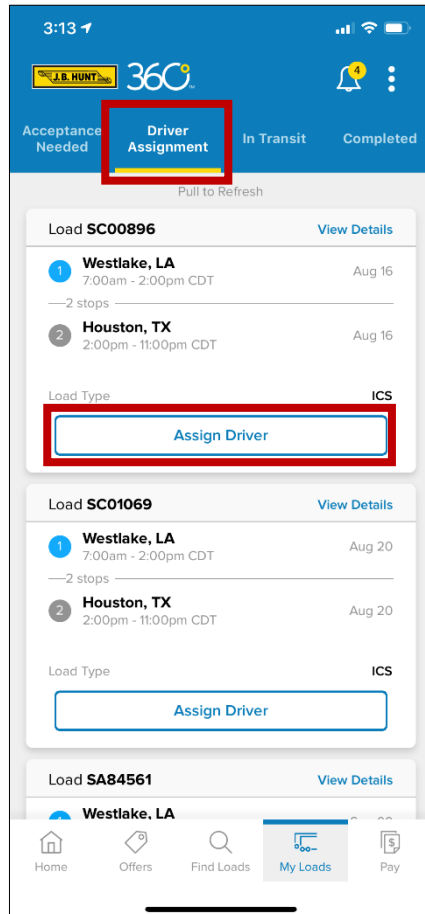 3:13
J.B. HUNT 360°
4
Acceptance Needed
Driver Assignment
In Transit
Completed
Pull to Refresh
Load SC00896
View Details
1
Westlake, LA
Aug 16
7:00am - 2:00pm CDT
2 stops
2
Houston, TX
Aug 16
2:00pm - 11:00pm CDT
Load Type
ICS
Assign Driver
Load SC01069
View Details
1
Westlake, LA
Aug 20
7:00am - 2:00pm CDT
2 stops
2
Houston, TX
Aug 20
2:00pm - 11:00pm CDT
Load Type
ICS
Assign Driver
Load SA84561
View Details
Westlake, LA
Home
Offers
Find Loads
My Loads
Pay